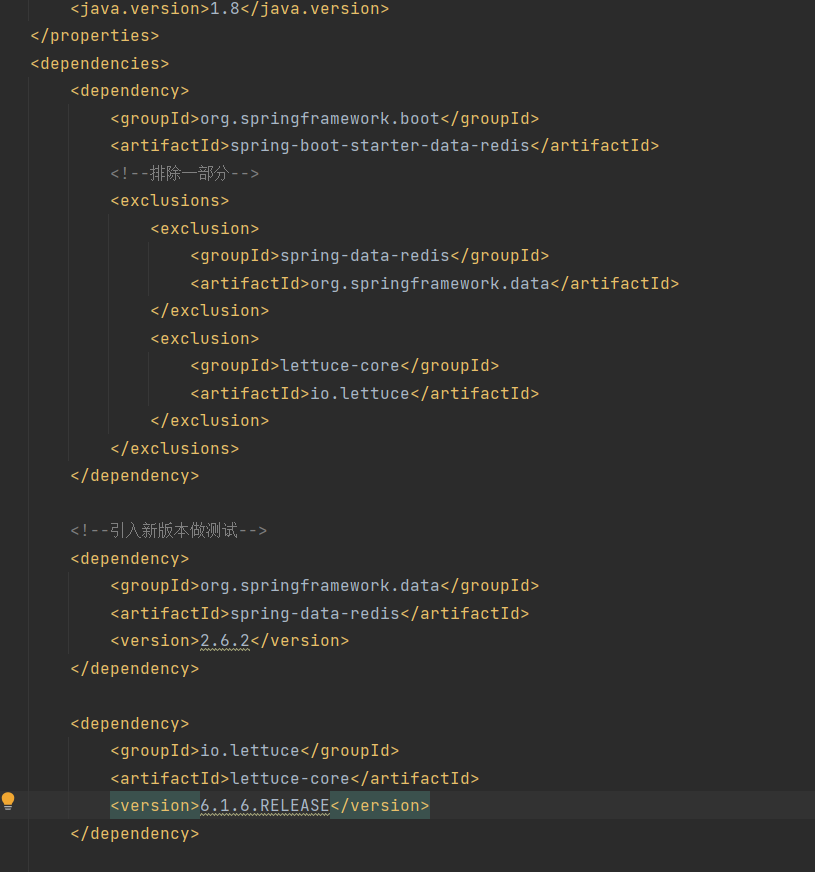 <java.version>1.8</java.version>
</properties>
<dependencies>
<dependency>
<groupId>org.springframework.boot</groupId>
<artifactId>spring-boot-starter-data-redis</artifactId>
<!--排除一部分-->
<exclusions>
<exclusion>
<groupId>spring-data-redis</groupId>
<artifactId>org.springframework.data</artifactId>
</exclusion>
<exclusion>
<groupId>lettuce-core</groupId>
<artifactId>io.lettuce</artifactId>
</exclusion>
</exclusions>
</dependency>
<!--引入新版本做测试-->
<dependency>
<groupId>org.springframework.data</groupId>
<artifactId>spring-data-redis</artifactId>
<version>2.6.2</version>
</dependency>
<dependency>
<groupId>io.lettuce</groupId>
<artifactId>lettuce-core</artifactId>
<version>6.1.6.RELEASE</version>
</dependency>